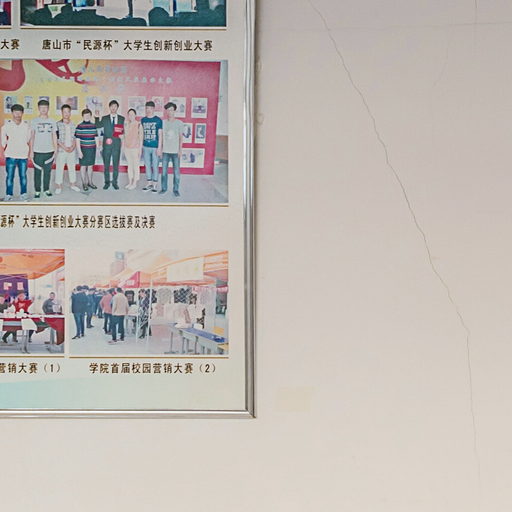 大赛 唐山市“民源杯”大学生创新创业大赛
源杯”大学生创新创业大赛分赛区选拔赛及决赛
营销大赛（1） 学院首届校园营销大赛（2）